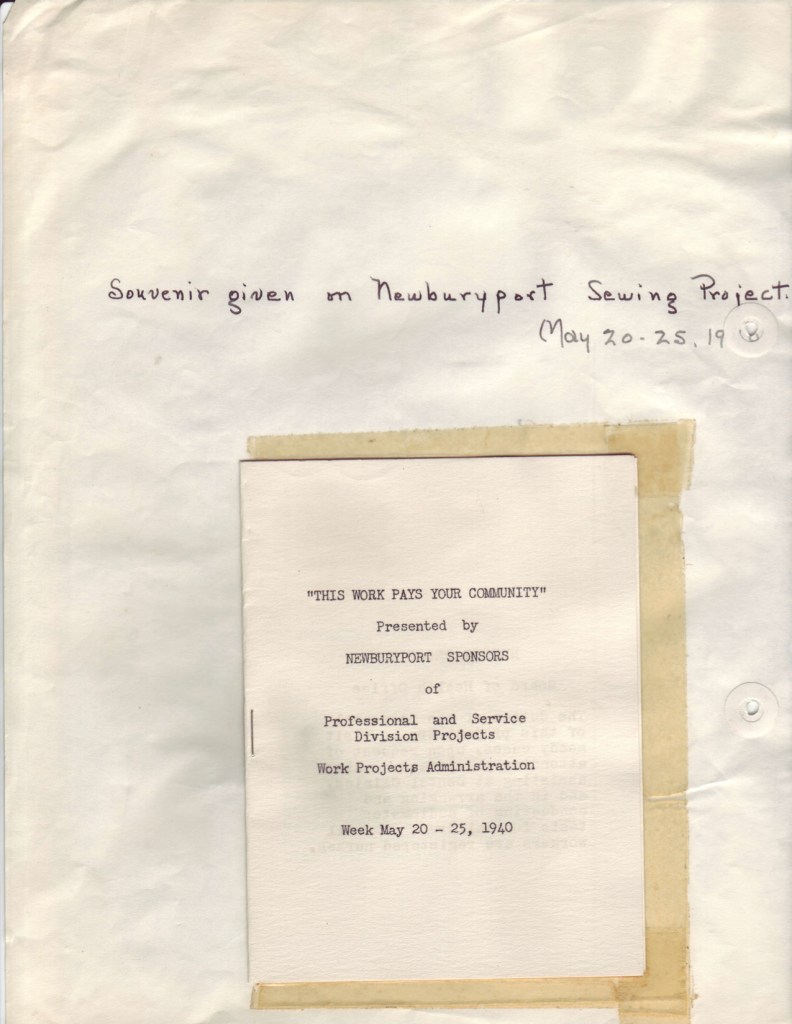 Souvenir given on Newburyport Sewing Project.
May 20-25, 19
"THIS WORK PAYS YOUR COMMUNITY"
Presented by
NEWBURYPORT SPONSORS
of
Professional and Service
Division Projects
Work Projects Administration
Week May 20 - 25, 1940